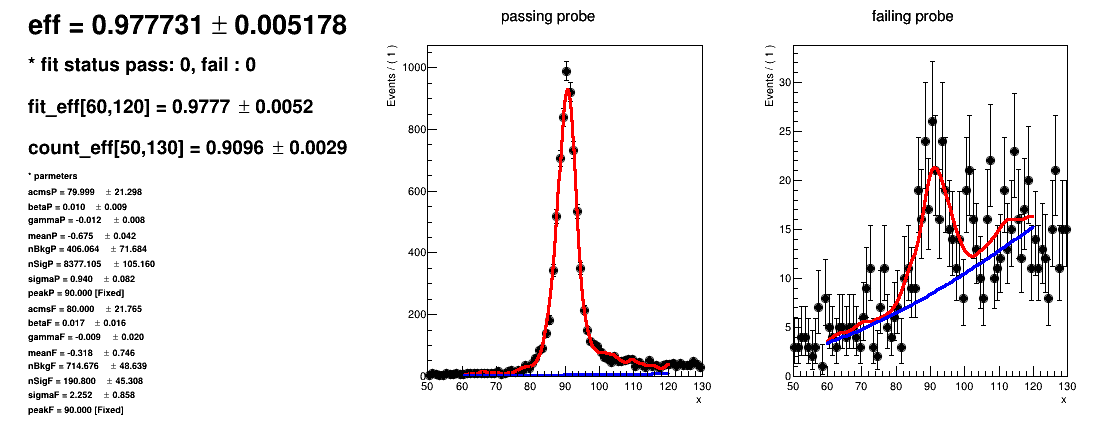 eff = 0.977731 ± 0.005178
* fit status pass: 0, fail : 0
fit_eff[60,120] = 0.9777 ± 0.0052
count_eff[50,130] = 0.9096 ± 0.0029
* parmeters
acmsP = 79.999 ± 21.298
betaP = 0.010 ± 0.009
gammaP = -0.012 ± 0.008
meanP = -0.675 ± 0.042
nBkgP = 406.064 ± 71.684
nSigP = 8377.105 ± 105.160
sigmaP = 0.940 ± 0.082
peakP = 90.000 [Fixed]
acmsF = 80.000 ± 21.765
betaF = 0.017 ± 0.016
gammaF = -0.009 ± 0.020
meanF = -0.318 ± 0.746
nBkgF = 714.676 ± 48.639
nSigF = 190.800 ± 45.308
sigmaF = 2.252 ± 0.858
peakF = 90.000 [Fixed]
passing probe
Events / ( 1 )
1000
800
600
400
200
0
50 60 70 80 90 100 110 120 130
x
failing probe
Events / ( 1 )
30
25
20
15
10
5
0
50 60 70 80 90 100 110 120 130
x